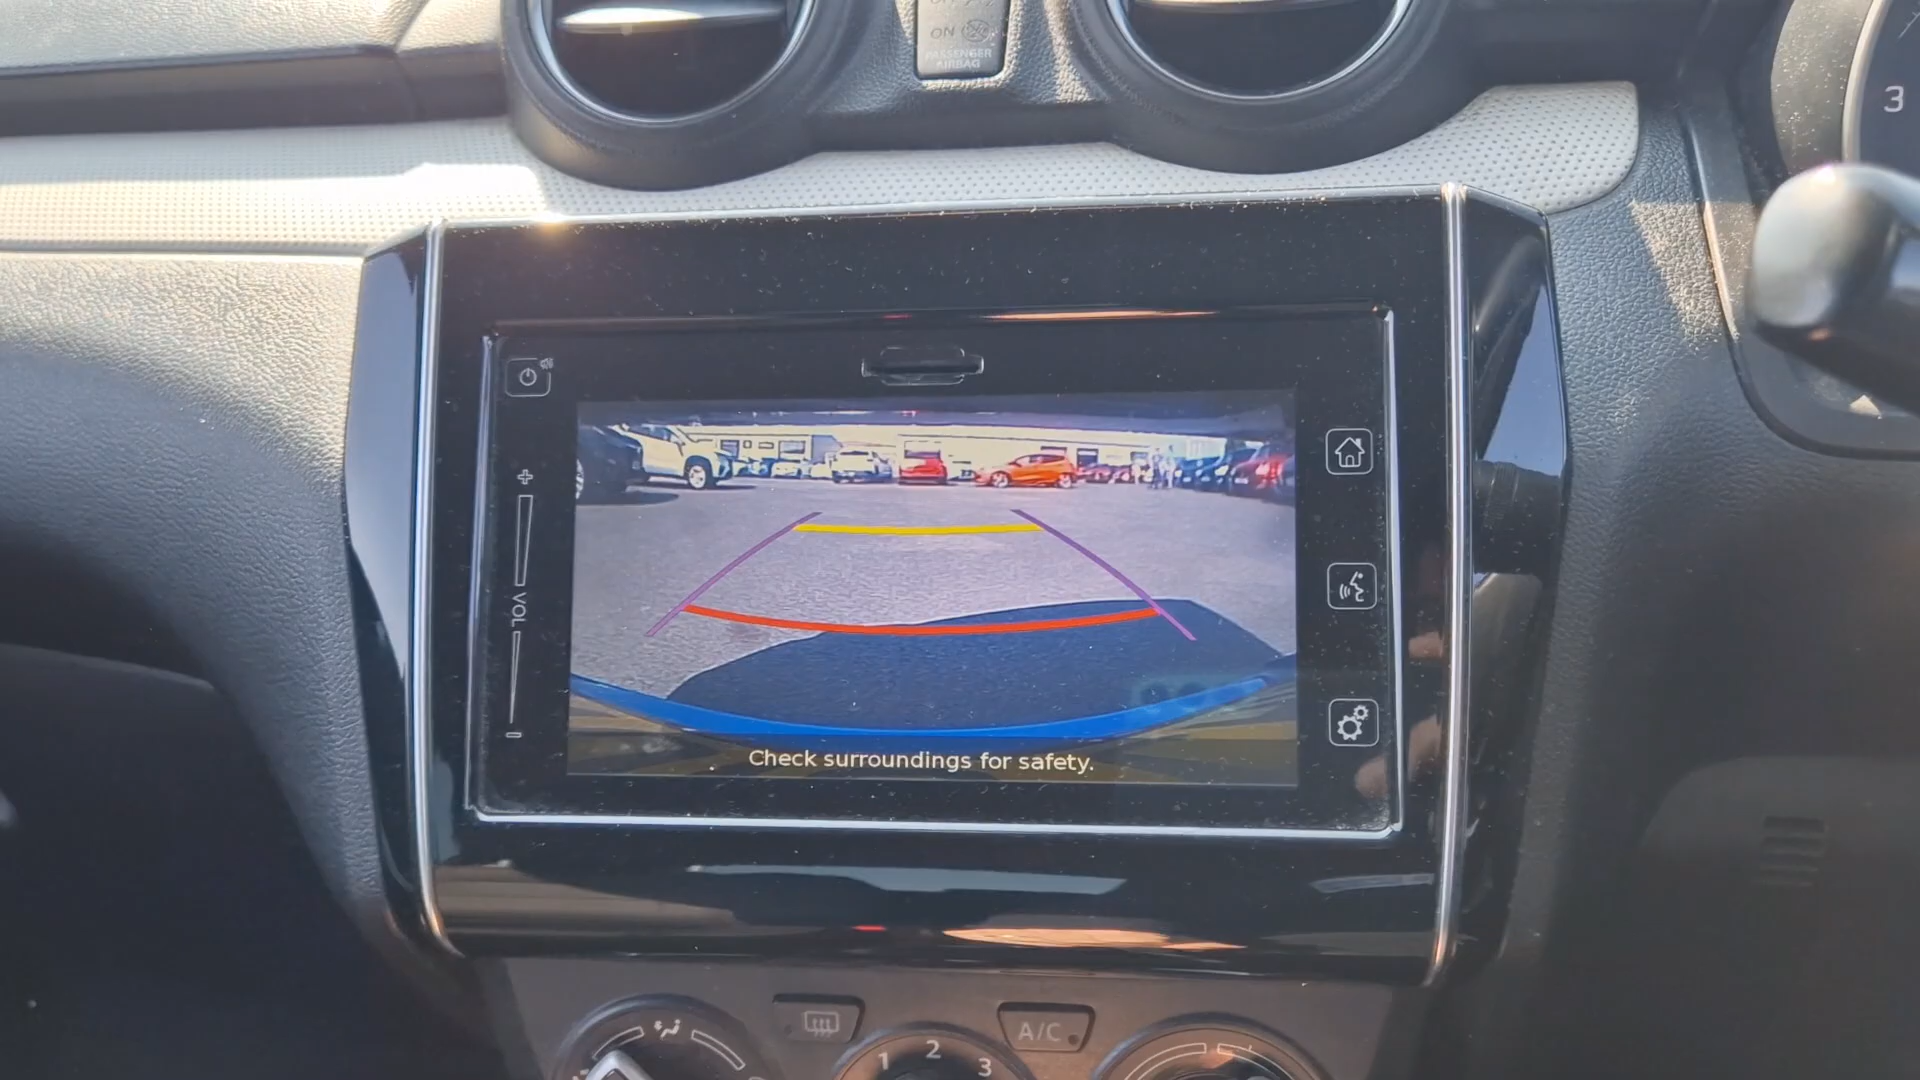 ON
PASSENGER
AIRBAG
3
+
VOL
-
Check surroundings for safety.
A/C
1 2 3